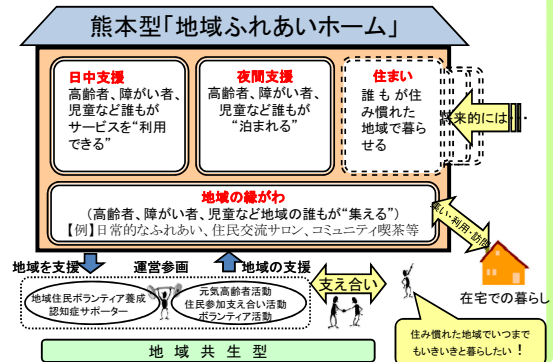 熊本型「地域ふれあいホーム」
日中支援
高齢者、障がい者、
児童など誰もが
サービスを“利用
できる”
夜間支援
高齢者、障がい者、
児童など誰もが
“泊まれる”
住まい
誰もが住
み慣れた
地域で暮ら
せる
将来的には・・・
地域の縁がわ
（高齢者、障がい者、児童など地域の誰もが“集える”）
【例】日常的なふれあい、住民交流サロン、コミュニティ喫茶等
集い・利用・訪問
地域を支援
運営参画
地域の支援
在宅での暮らし
地域住民ボランティア養成
認知症サポーター
元気高齢者活動
住民参加支え合い活動
ボランティア活動
支え合い
住み慣れた地域でいつまで
もいきいきと暮らしたい！
地域共生型